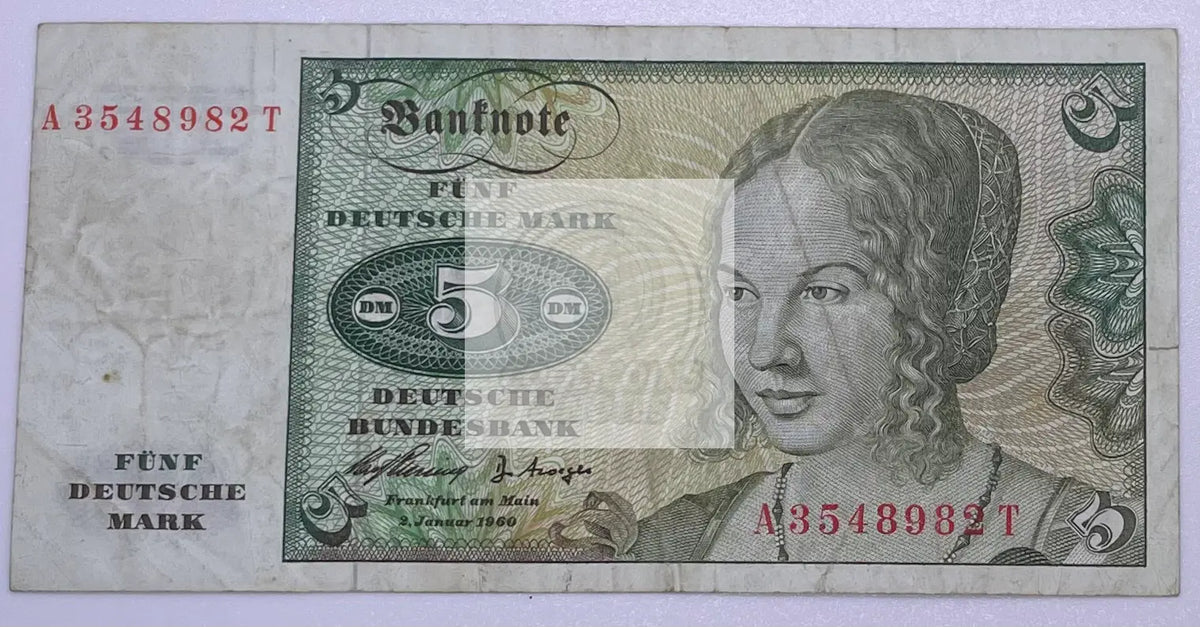 5
5
Banknote
A 3548982 T
FÜNF
DEUTSCHE MARK
DM 5 DM
DEUTSCHE
BUNDESBANK
Frankfurt am Main
2. Januar 1960
FÜNF
DEUTSCHE
MARK
A 3548982 T
5
5